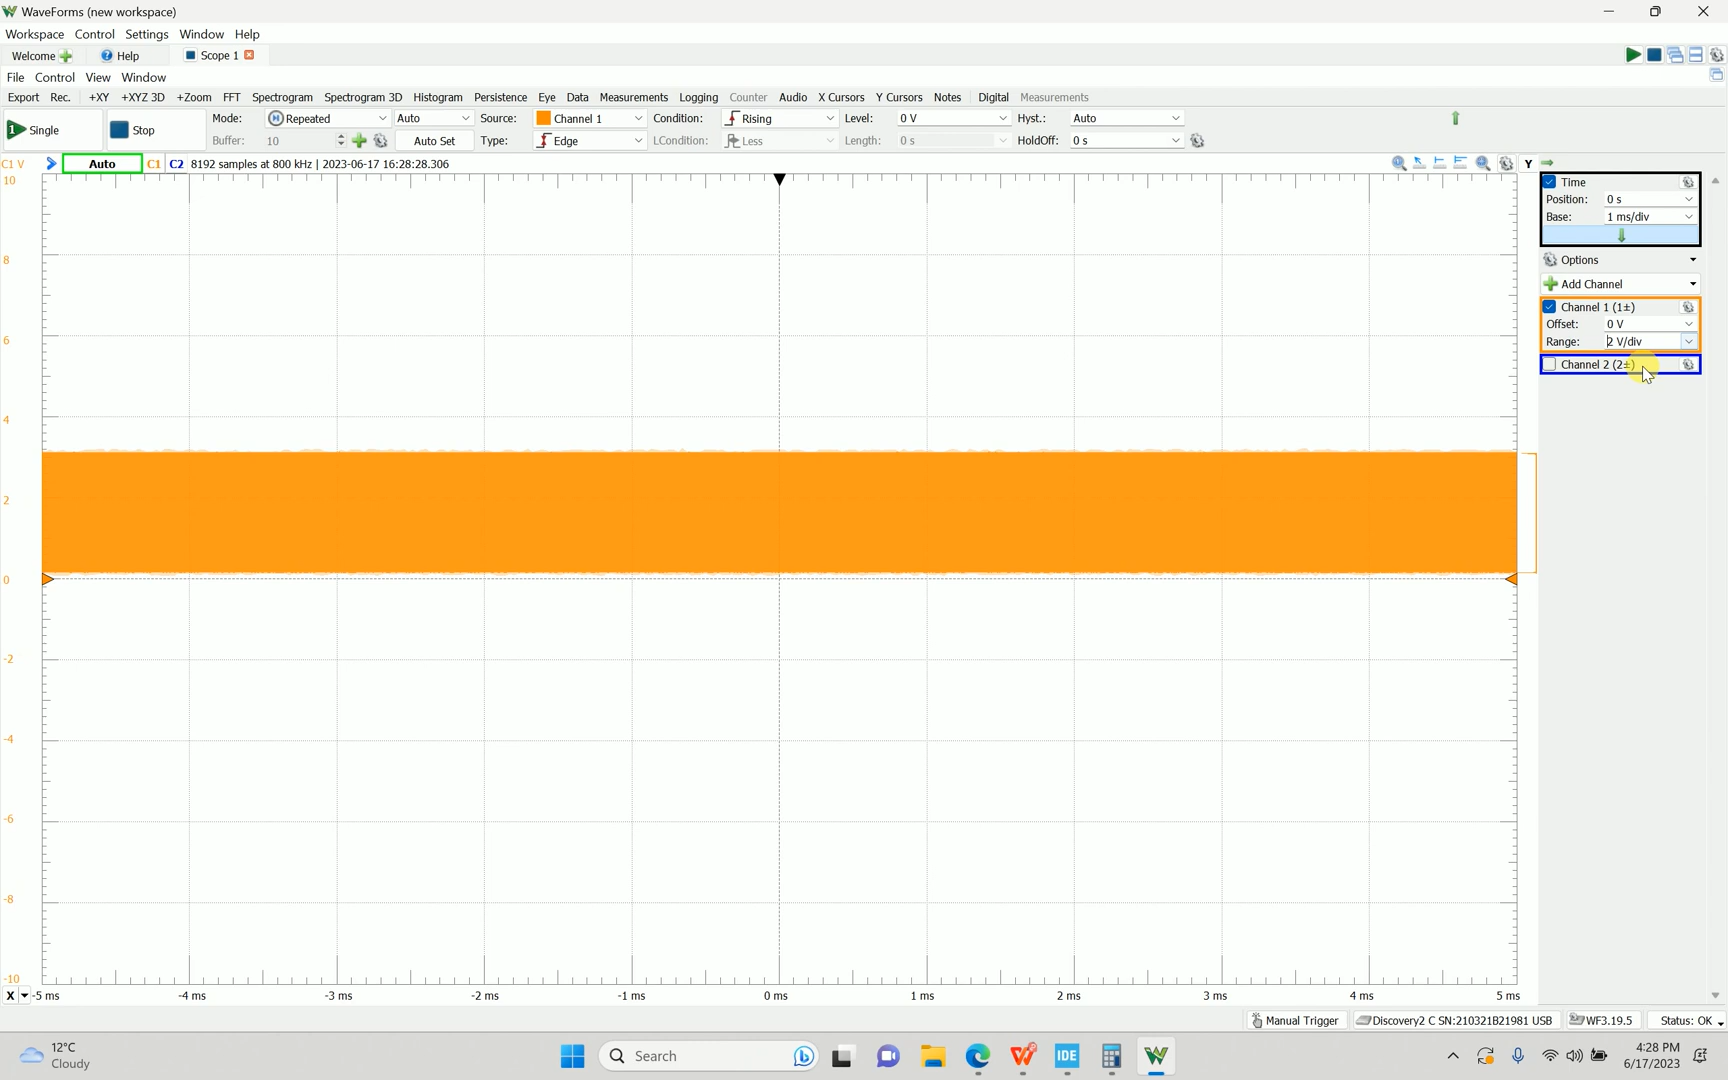 WaveForms (new workspace)
Workspace Control Settings Window Help
Welcome Help Scope 1
File Control View Window
Export Rec. +XY +XYZ 3D +Zoom FFT Spectrogram Spectrogram 3D Histogram Persistence Eye Data Measurements Logging Counter Audio X Cursors Y Cursors Notes Digital Measurements
Single Stop Mode: Repeated Auto Source: Channel 1 Condition: Rising Level: 0 V Hyst.: Auto
Buffer: 10 Auto Set Type: Edge LCondition: Less Length: 0 s HoldOff: 0 s
C1 V Auto C1 C2 8192 samples at 800 kHz | 2023-06-17 16:28:28.306 Y
10
8
6
4
2
0
-2
-4
-6
-8
-10
X -5 ms -4 ms -3 ms -2 ms -1 ms 0 ms 1 ms 2 ms 3 ms 4 ms 5 ms
Time
Position: 0 s
Base: 1 ms/div
Options
Add Channel
Channel 1 (1±)
Offset: 0 V
Range: 2 V/div
Channel 2 (2±)
Manual Trigger Discovery2 C SN:210321B21981 USB WF3.19.5 Status: OK
12°C
Cloudy
Search
IDE
4:28 PM
6/17/2023